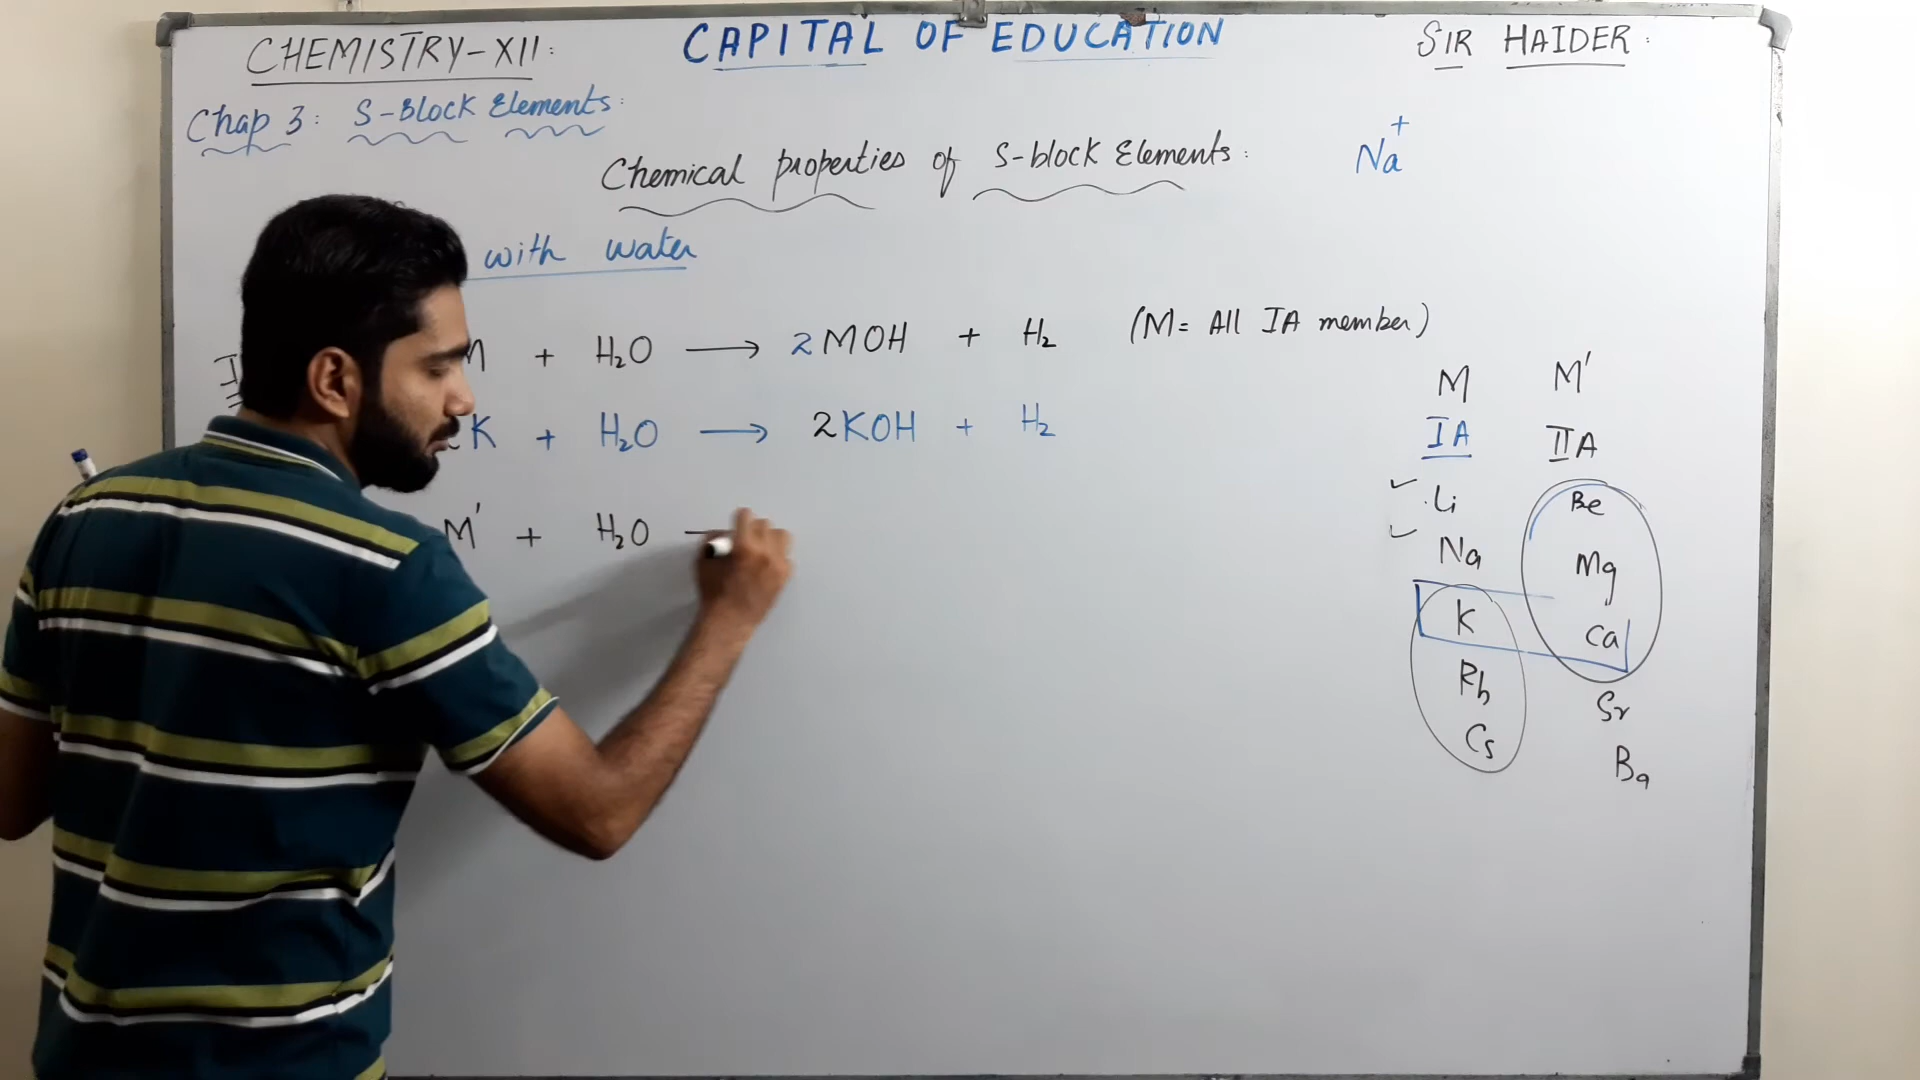 CHEMISTRY-XII: CAPITAL OF EDUCATION SIR HAIDER:
Chap 3: S-Block Elements:
Chemical properties of S-block Elements: Na⁺
with water
M + H₂O ⟶ 2MOH + H₂ (M= All IA member)
K + H₂O ⟶ 2KOH + H₂
M' + H₂O
M M'
IA IIA
Li Be
Na Mg
K Ca
Rb Sr
Cs Ba